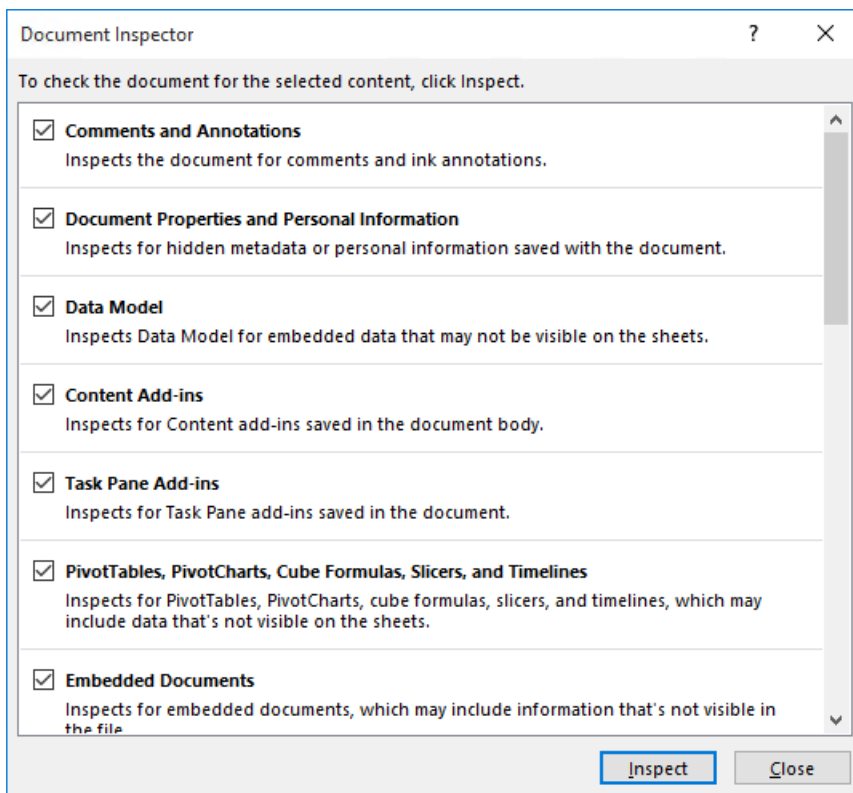 Document Inspector ?
To check the document for the selected content, click Inspect.
Comments and Annotations
Inspects the document for comments and ink annotations.
Document Properties and Personal Information
Inspects for hidden metadata or personal information saved with the document.
Data Model
Inspects Data Model for embedded data that may not be visible on the sheets.
Content Add-ins
Inspects for Content add-ins saved in the document body.
Task Pane Add-ins
Inspects for Task Pane add-ins saved in the document.
PivotTables, PivotCharts, Cube Formulas, Slicers, and Timelines
Inspects for PivotTables, PivotCharts, cube formulas, slicers, and timelines, which may
include data that's not visible on the sheets.
Embedded Documents
Inspects for embedded documents, which may include information that's not visible in
the file
Inspect Close